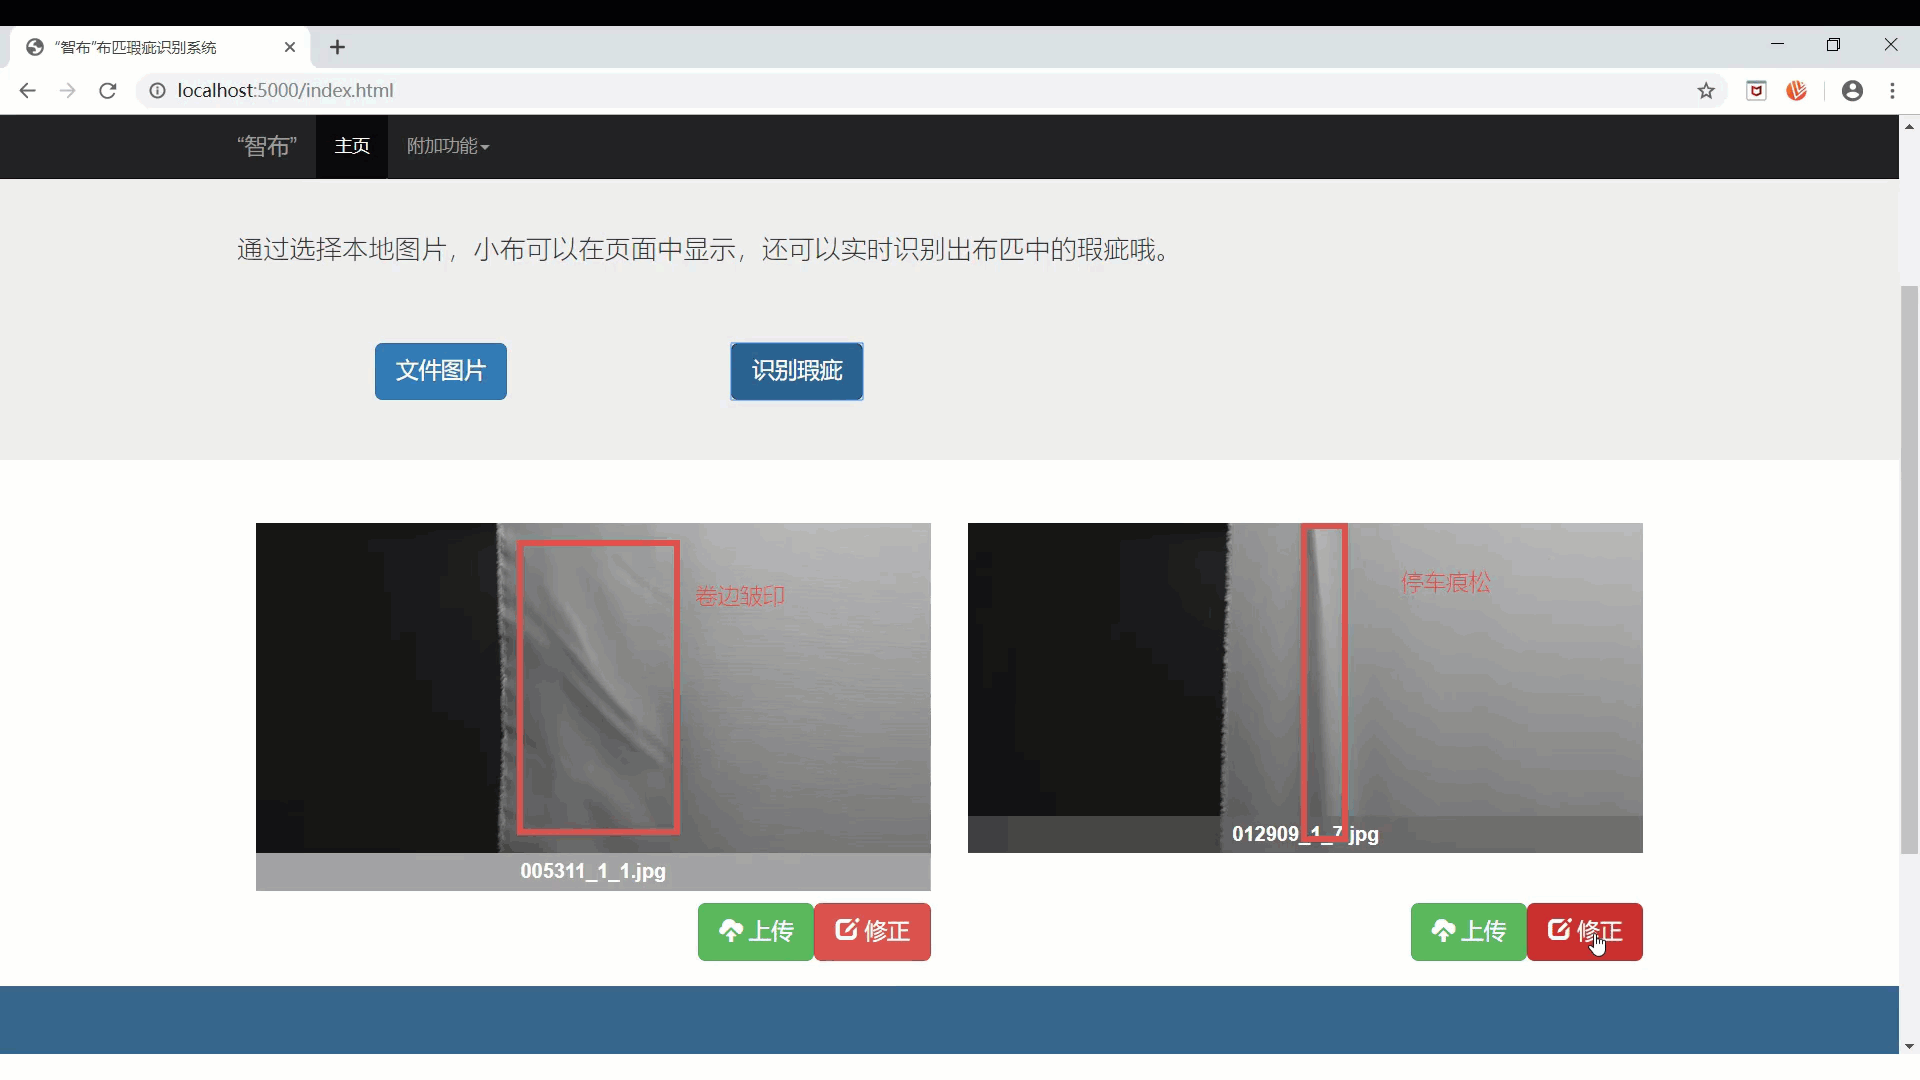 “智布”布匹瑕疵识别系统
localhost:5000/index.html
“智布” 主页 附加功能
通过选择本地图片，小布可以在页面中显示，还可以实时识别出布匹中的瑕疵哦。
文件图片 识别瑕疵
卷边皱印
停车痕松
012909_1_7.jpg
005311_1_1.jpg
上传 修正 上传 修正